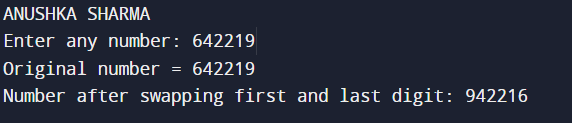 ANUSHKA SHARMA
Enter any number: 642219
Original number = 642219
Number after swapping first and last digit: 942216